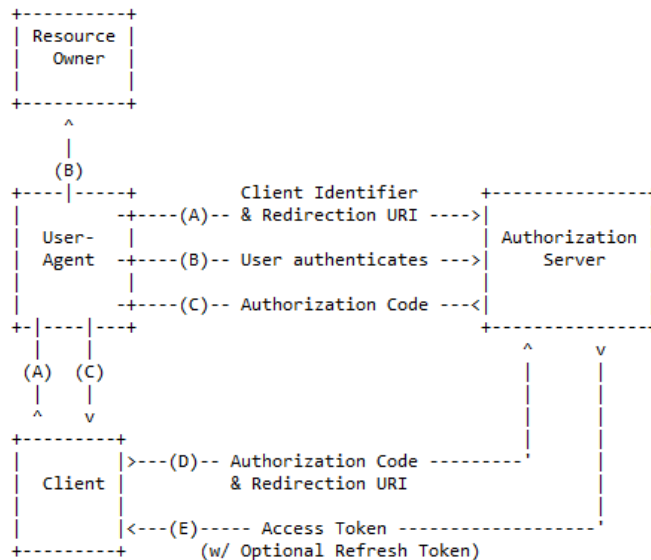 Resource
Owner
(B)
Client Identifier
(A) & Redirection URI
User-Agent
(B) User authenticates
Authorization Server
(C) Authorization Code
(A) (C)
(D) Authorization Code
& Redirection URI
Client
(E) Access Token
(w/ Optional Refresh Token)